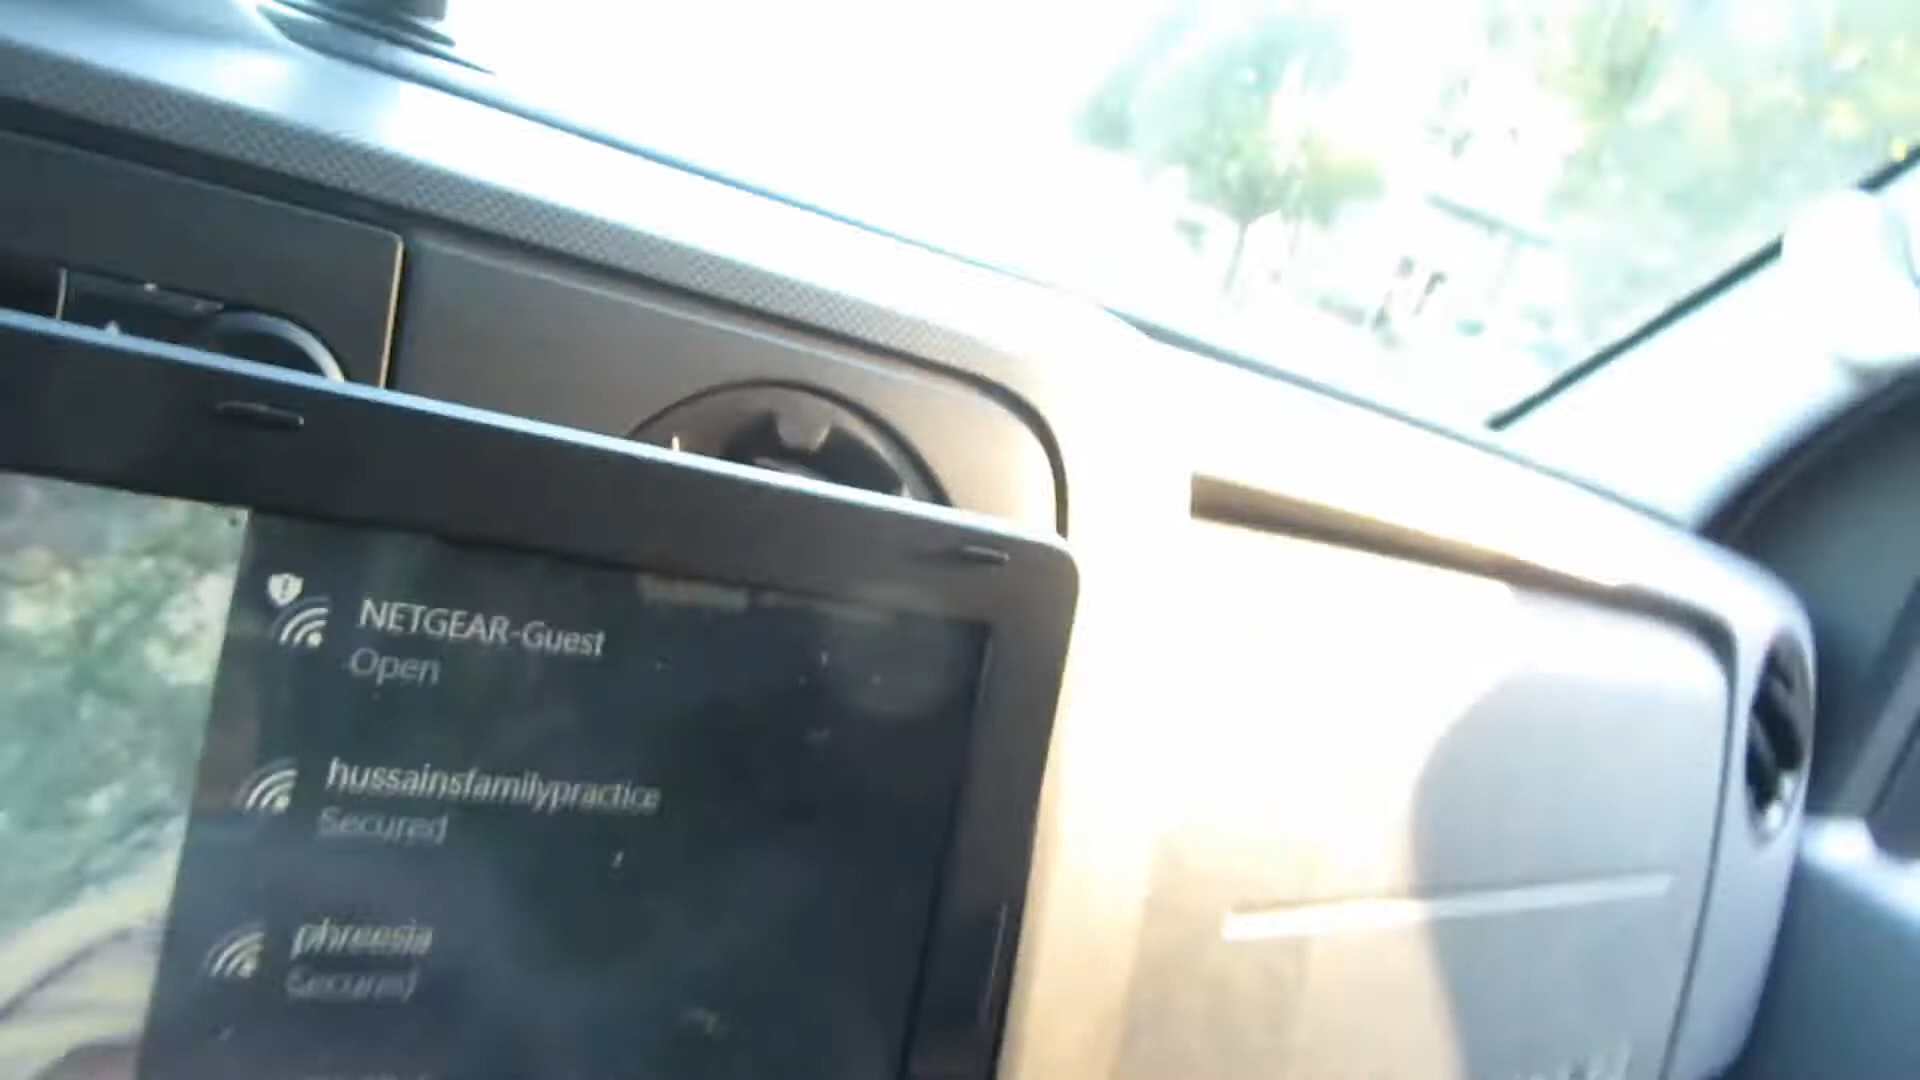 NETGEAR-Guest
Open
hussainsfamilypractice
Secured
phreesia
Secured